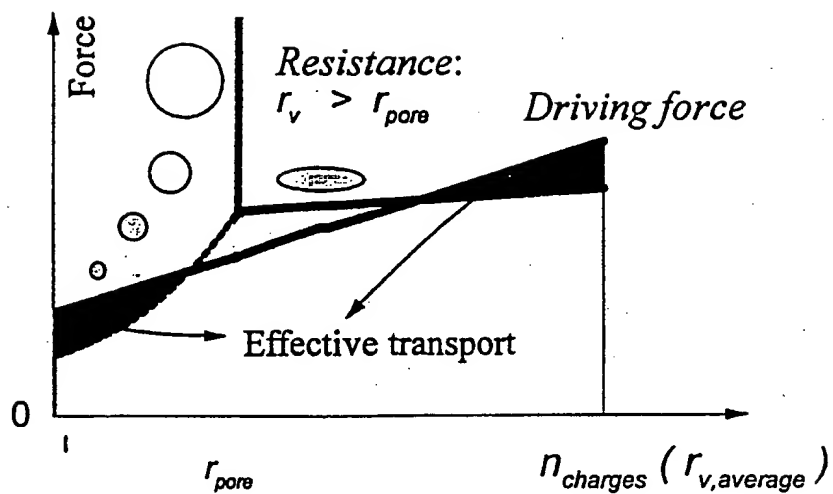 Force
Resistance:
r_v > r_pore
Driving force
Effective transport
0
r_pore
n_charges ( r_v,average )